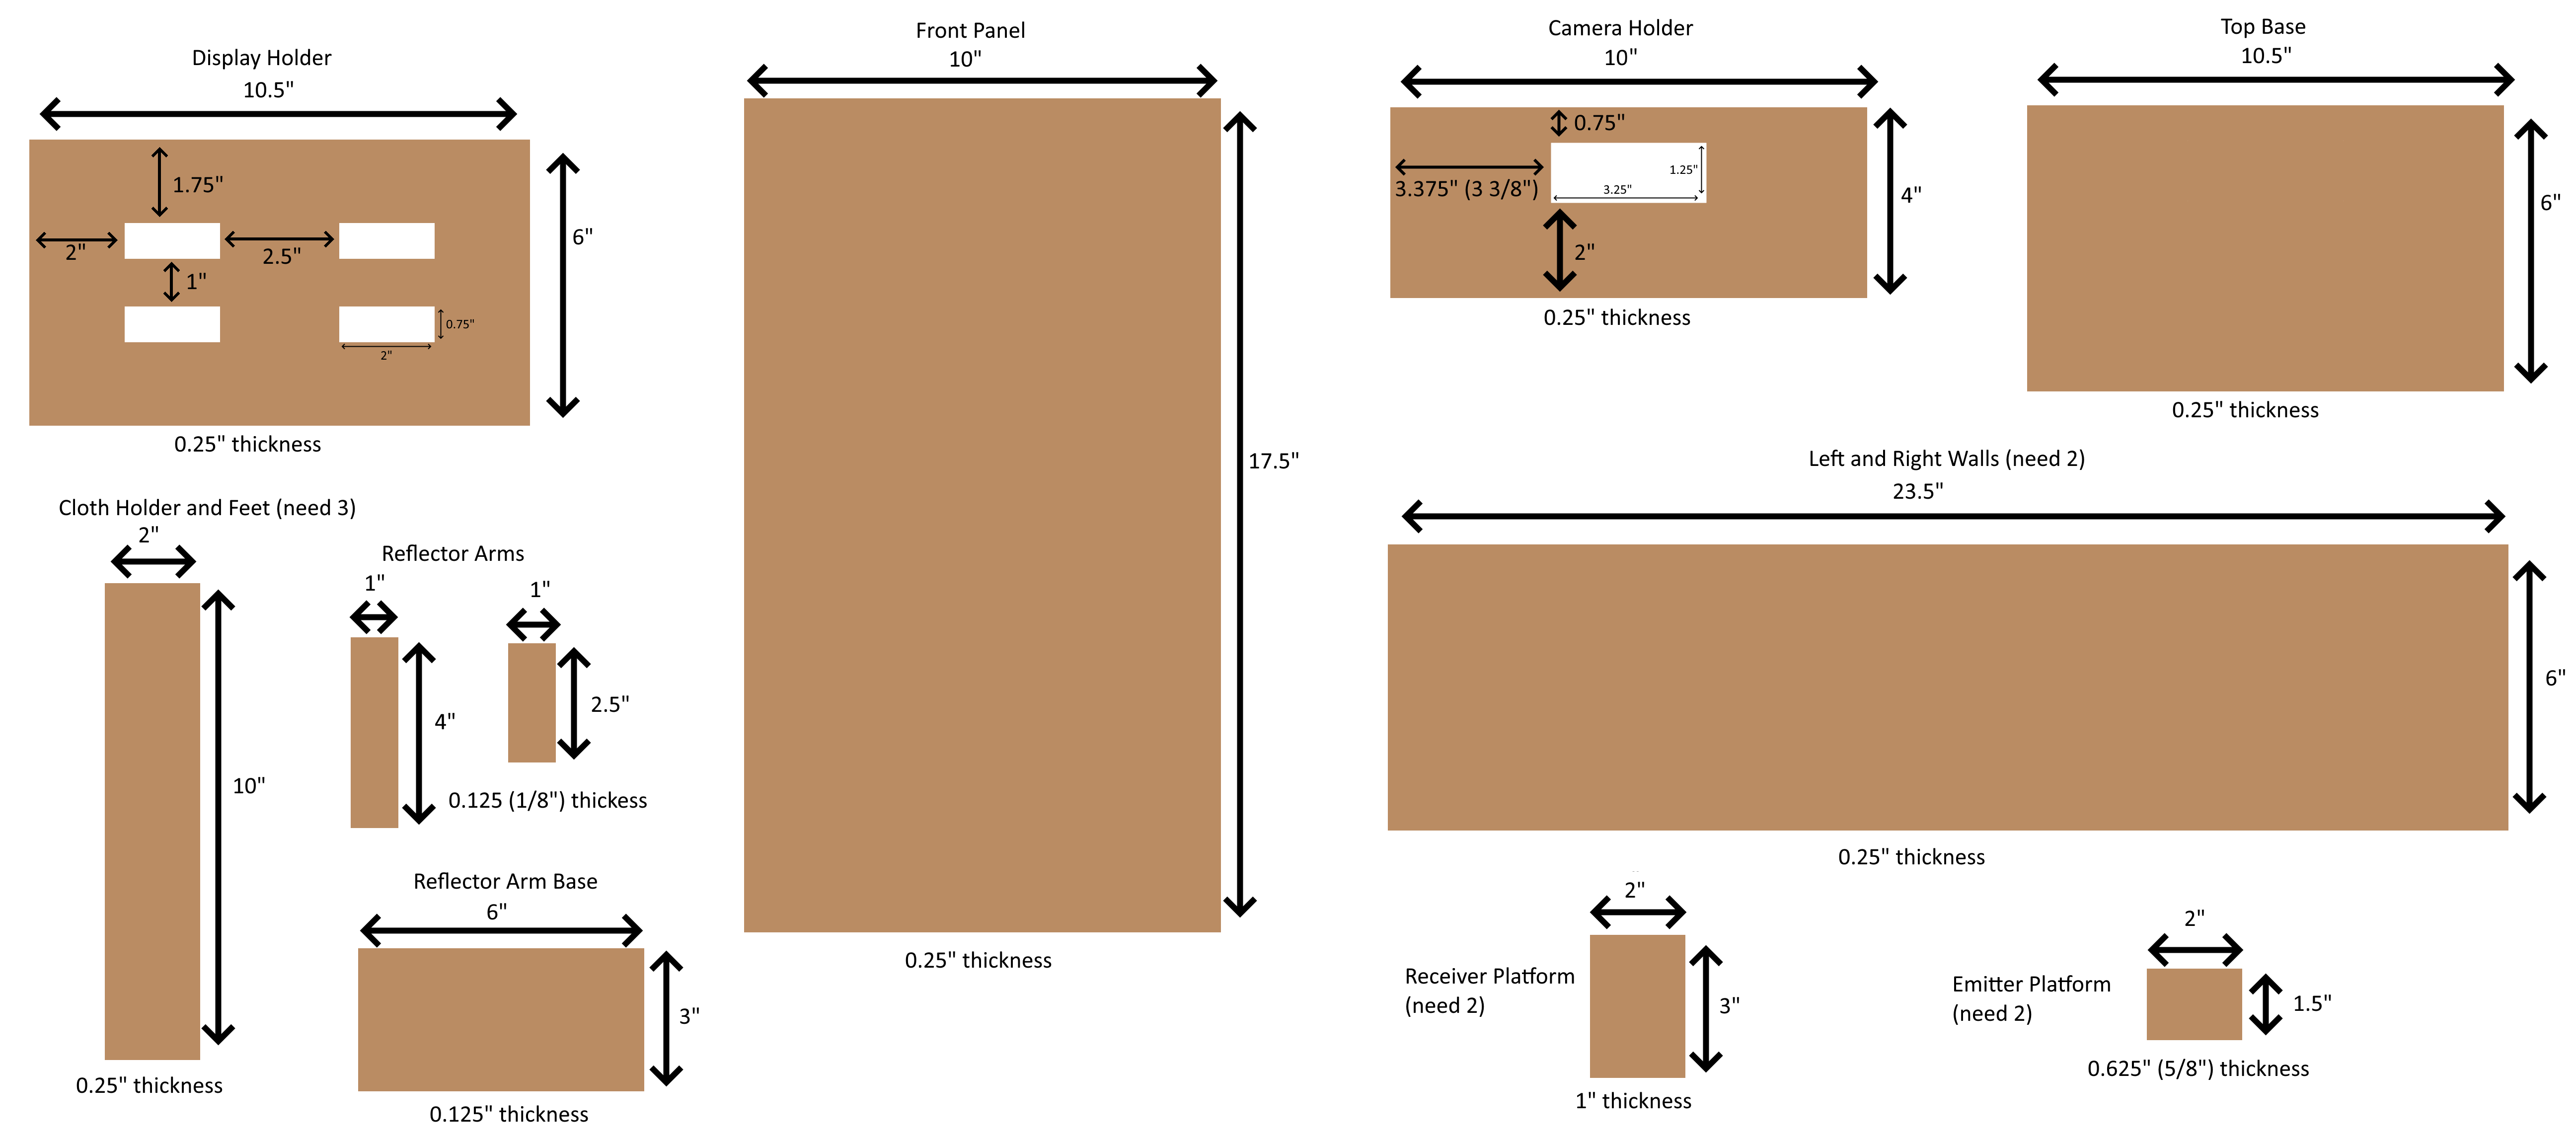 Display Holder
10.5"
1.75"
2"
2.5"
1"
6"
0.75"
2"
0.25" thickness
Front Panel
10"
17.5"
0.25" thickness
Camera Holder
10"
0.75"
3.375" (3 3/8")
1.25"
3.25"
4"
2"
0.25" thickness
Top Base
10.5"
6"
0.25" thickness
Cloth Holder and Feet (need 3)
2"
10"
0.25" thickness
Reflector Arms
1"
1"
4"
2.5"
0.125 (1/8") thickess
Reflector Arm Base
6"
3"
0.125" thickness
Left and Right Walls (need 2)
23.5"
6"
0.25" thickness
2"
Receiver Platform
(need 2)
3"
1" thickness
2"
Emitter Platform
(need 2)
1.5"
0.625" (5/8") thickness